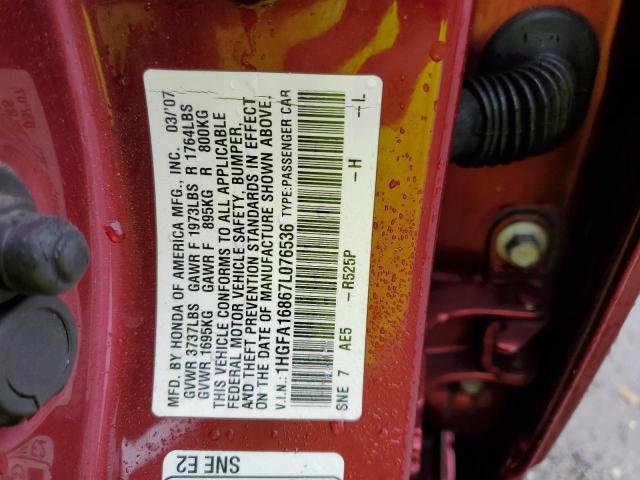 MFD. BY HONDA OF AMERICA MFG., INC. 03/'07
GVWR 3737LBS GAWR F 1973LBS R 1764LBS
GVWR 1695KG GAWR F 895KG R 800KG
THIS VEHICLE CONFORMS TO ALL APPLICABLE
FEDERAL MOTOR VEHICLE SAFETY, BUMPER,
AND THEFT PREVENTION STANDARDS IN EFFECT
ON THE DATE OF MANUFACTURE SHOWN ABOVE.
V.I.N.: 1HGFA16867L076536 TYPE:PASSENGER CAR
SNE 7 AE5 -R525P -H -L
SNE E2